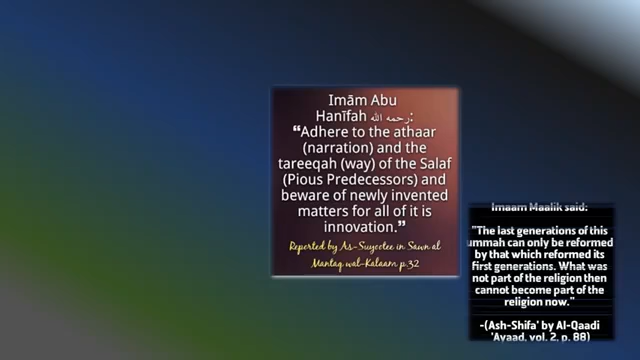 Imām Abu
Hanīfah رحمه الله:
❝Adhere to the athaar
(narration) and the
tareeqah (way) of the Salaf
(Pious Predecessors) and
beware of newly invented
matters for all of it is
innovation.❞
Reported by As-Suyootee in Sawn al
Mantaq wal-Kalaam p.32
Imaam Maalik said:
"The last generations of this
ummah can only be reformed
by that which reformed its
first generations. What was
not part of the religion then
cannot become part of the
religion now."
-(Ash-Shifa' by Al-Qaadi
'Ayaad, vol. 2, p. 88)